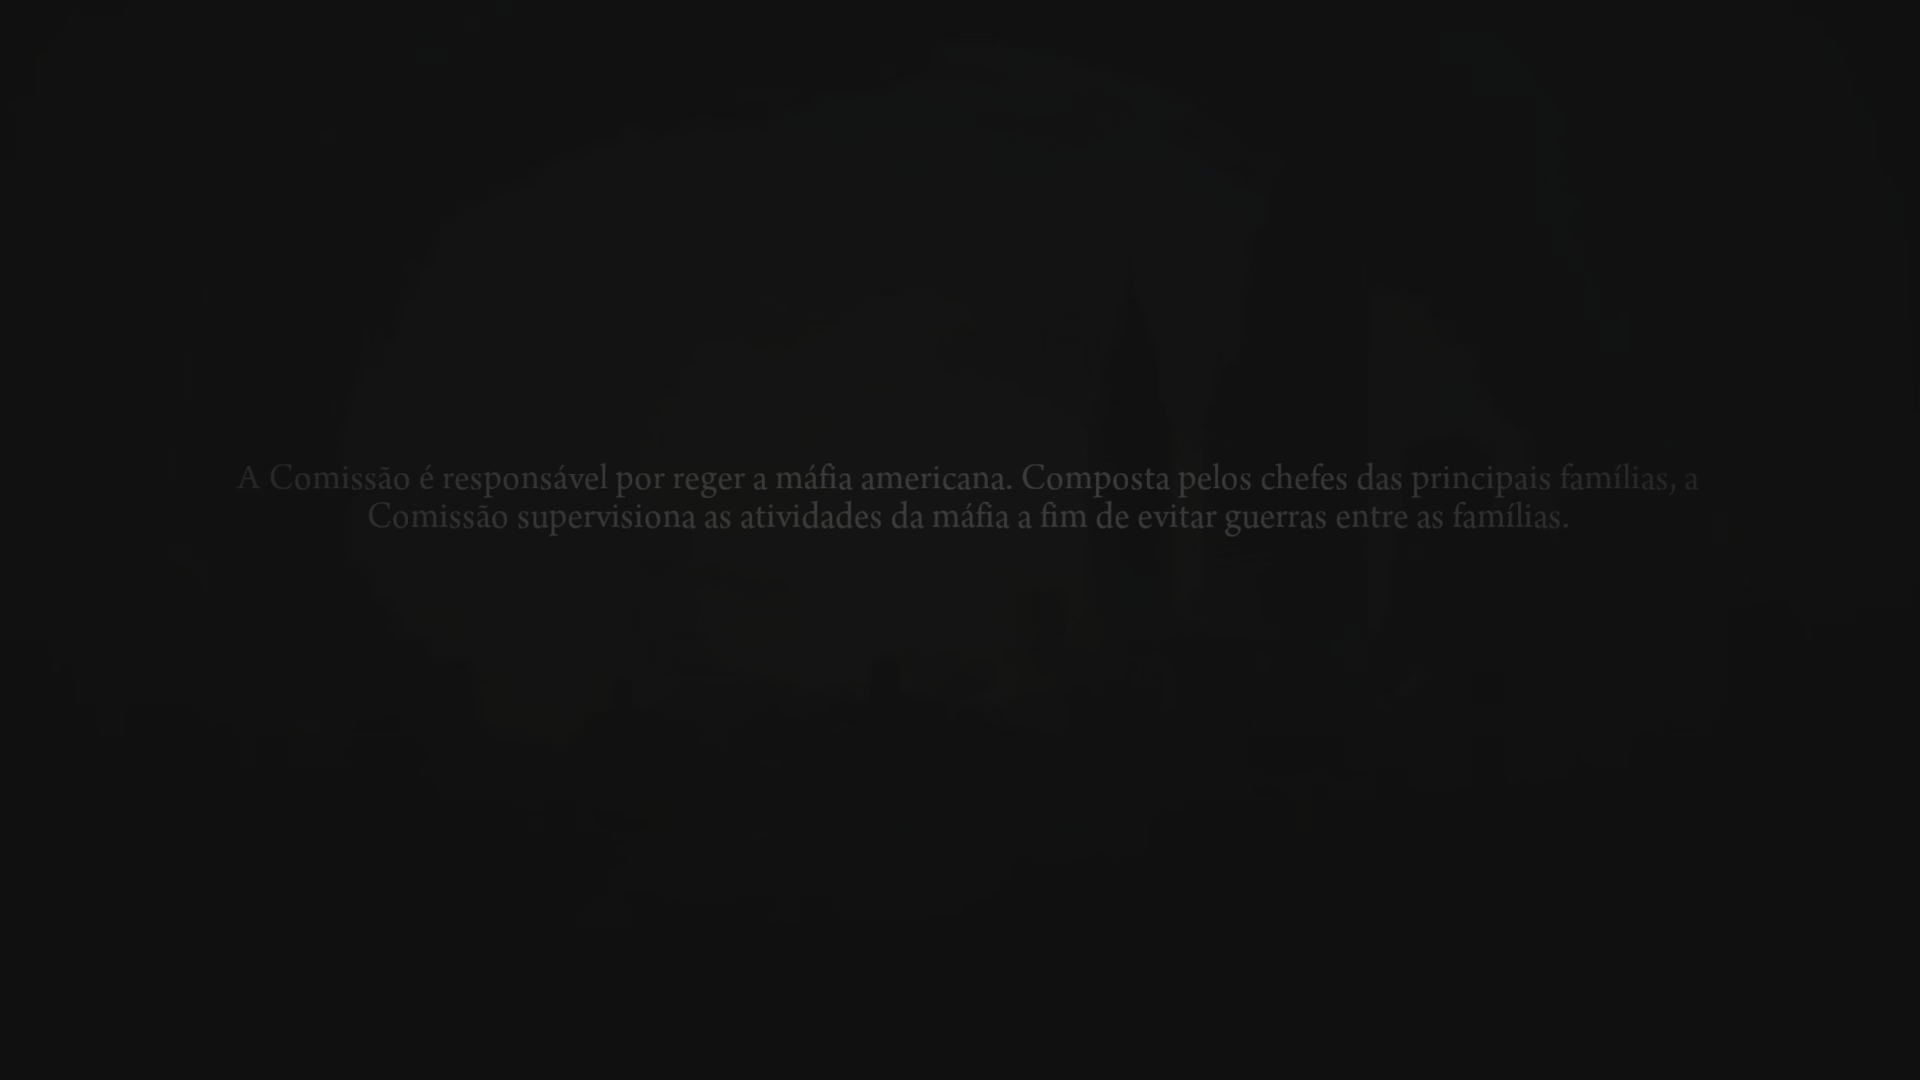 A Comissão é responsável por reger a máfia americana. Composta pelos chefes das principais famílias, a
Comissão supervisiona as atividades da máfia a fim de evitar guerras entre as famílias.